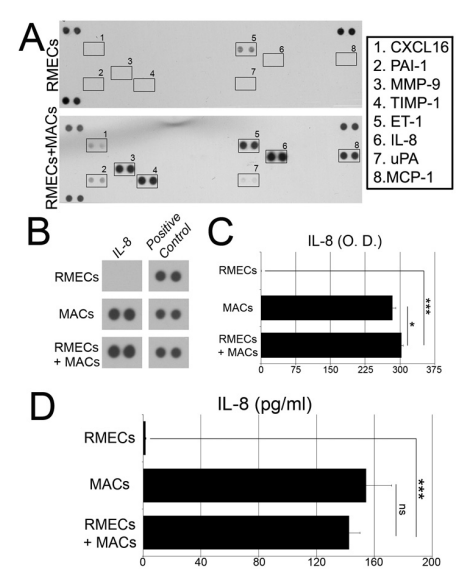 A
RMECs
1
2
3
4
5
6
7
8
RMECs+MACs
1
2
3
4
5
6
7
8
1. CXCL16
2. PAI-1
3. MMP-9
4. TIMP-1
5. ET-1
6. IL-8
7. uPA
8.MCP-1
B
IL-8
Positive
Control
RMECs
MACs
RMECs
+ MACs
C
IL-8 (O. D.)
RMECs
MACs
RMECs
+ MACs
***
*
0 75 150 225 300 375
D
IL-8 (pg/ml)
RMECs
MACs
RMECs
+ MACs
***
ns
0 40 80 120 160 200